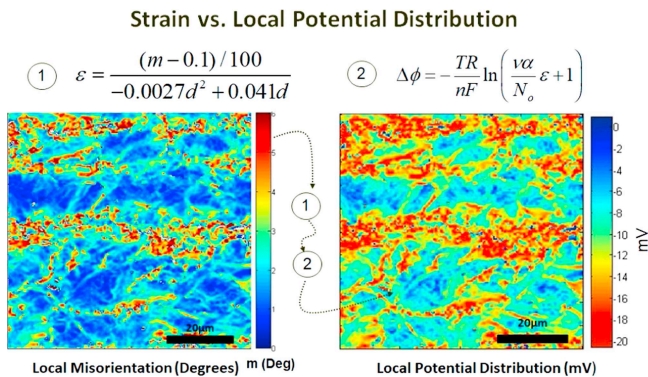 Strain vs. Local Potential Distribution
1 ε = (m − 0.1) / 100 / −0.0027d² + 0.041d
2 Δϕ = − TR/nF ln( να/Nₒ ε + 1 )
6
5
4
3
2
1
0
1
2
0
-2
-4
-6
-8
-10
-12
-14
-16
-18
-20
mV
20µm
20µm
Local Misorientation (Degrees) m (Deg)
Local Potential Distribution (mV)